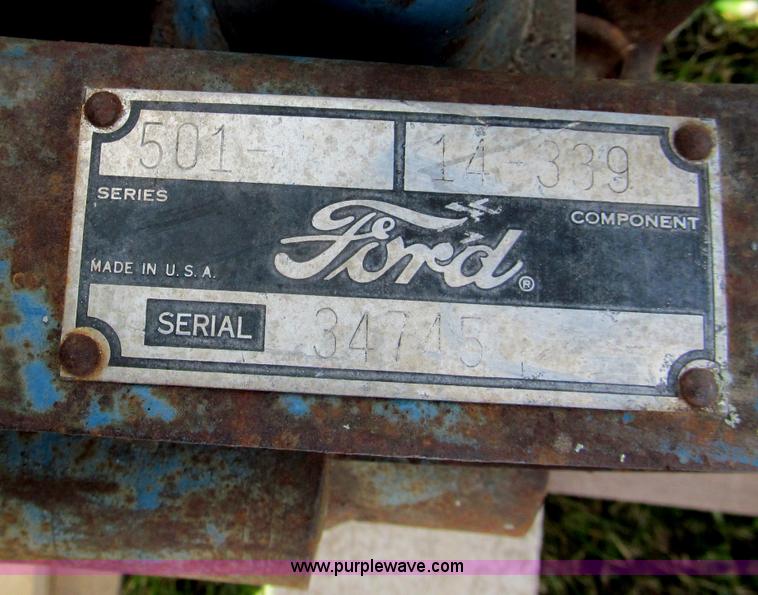 501- 14-339
SERIES COMPONENT
Ford®
MADE IN U.S.A.
SERIAL 34745
www.purplewave.com